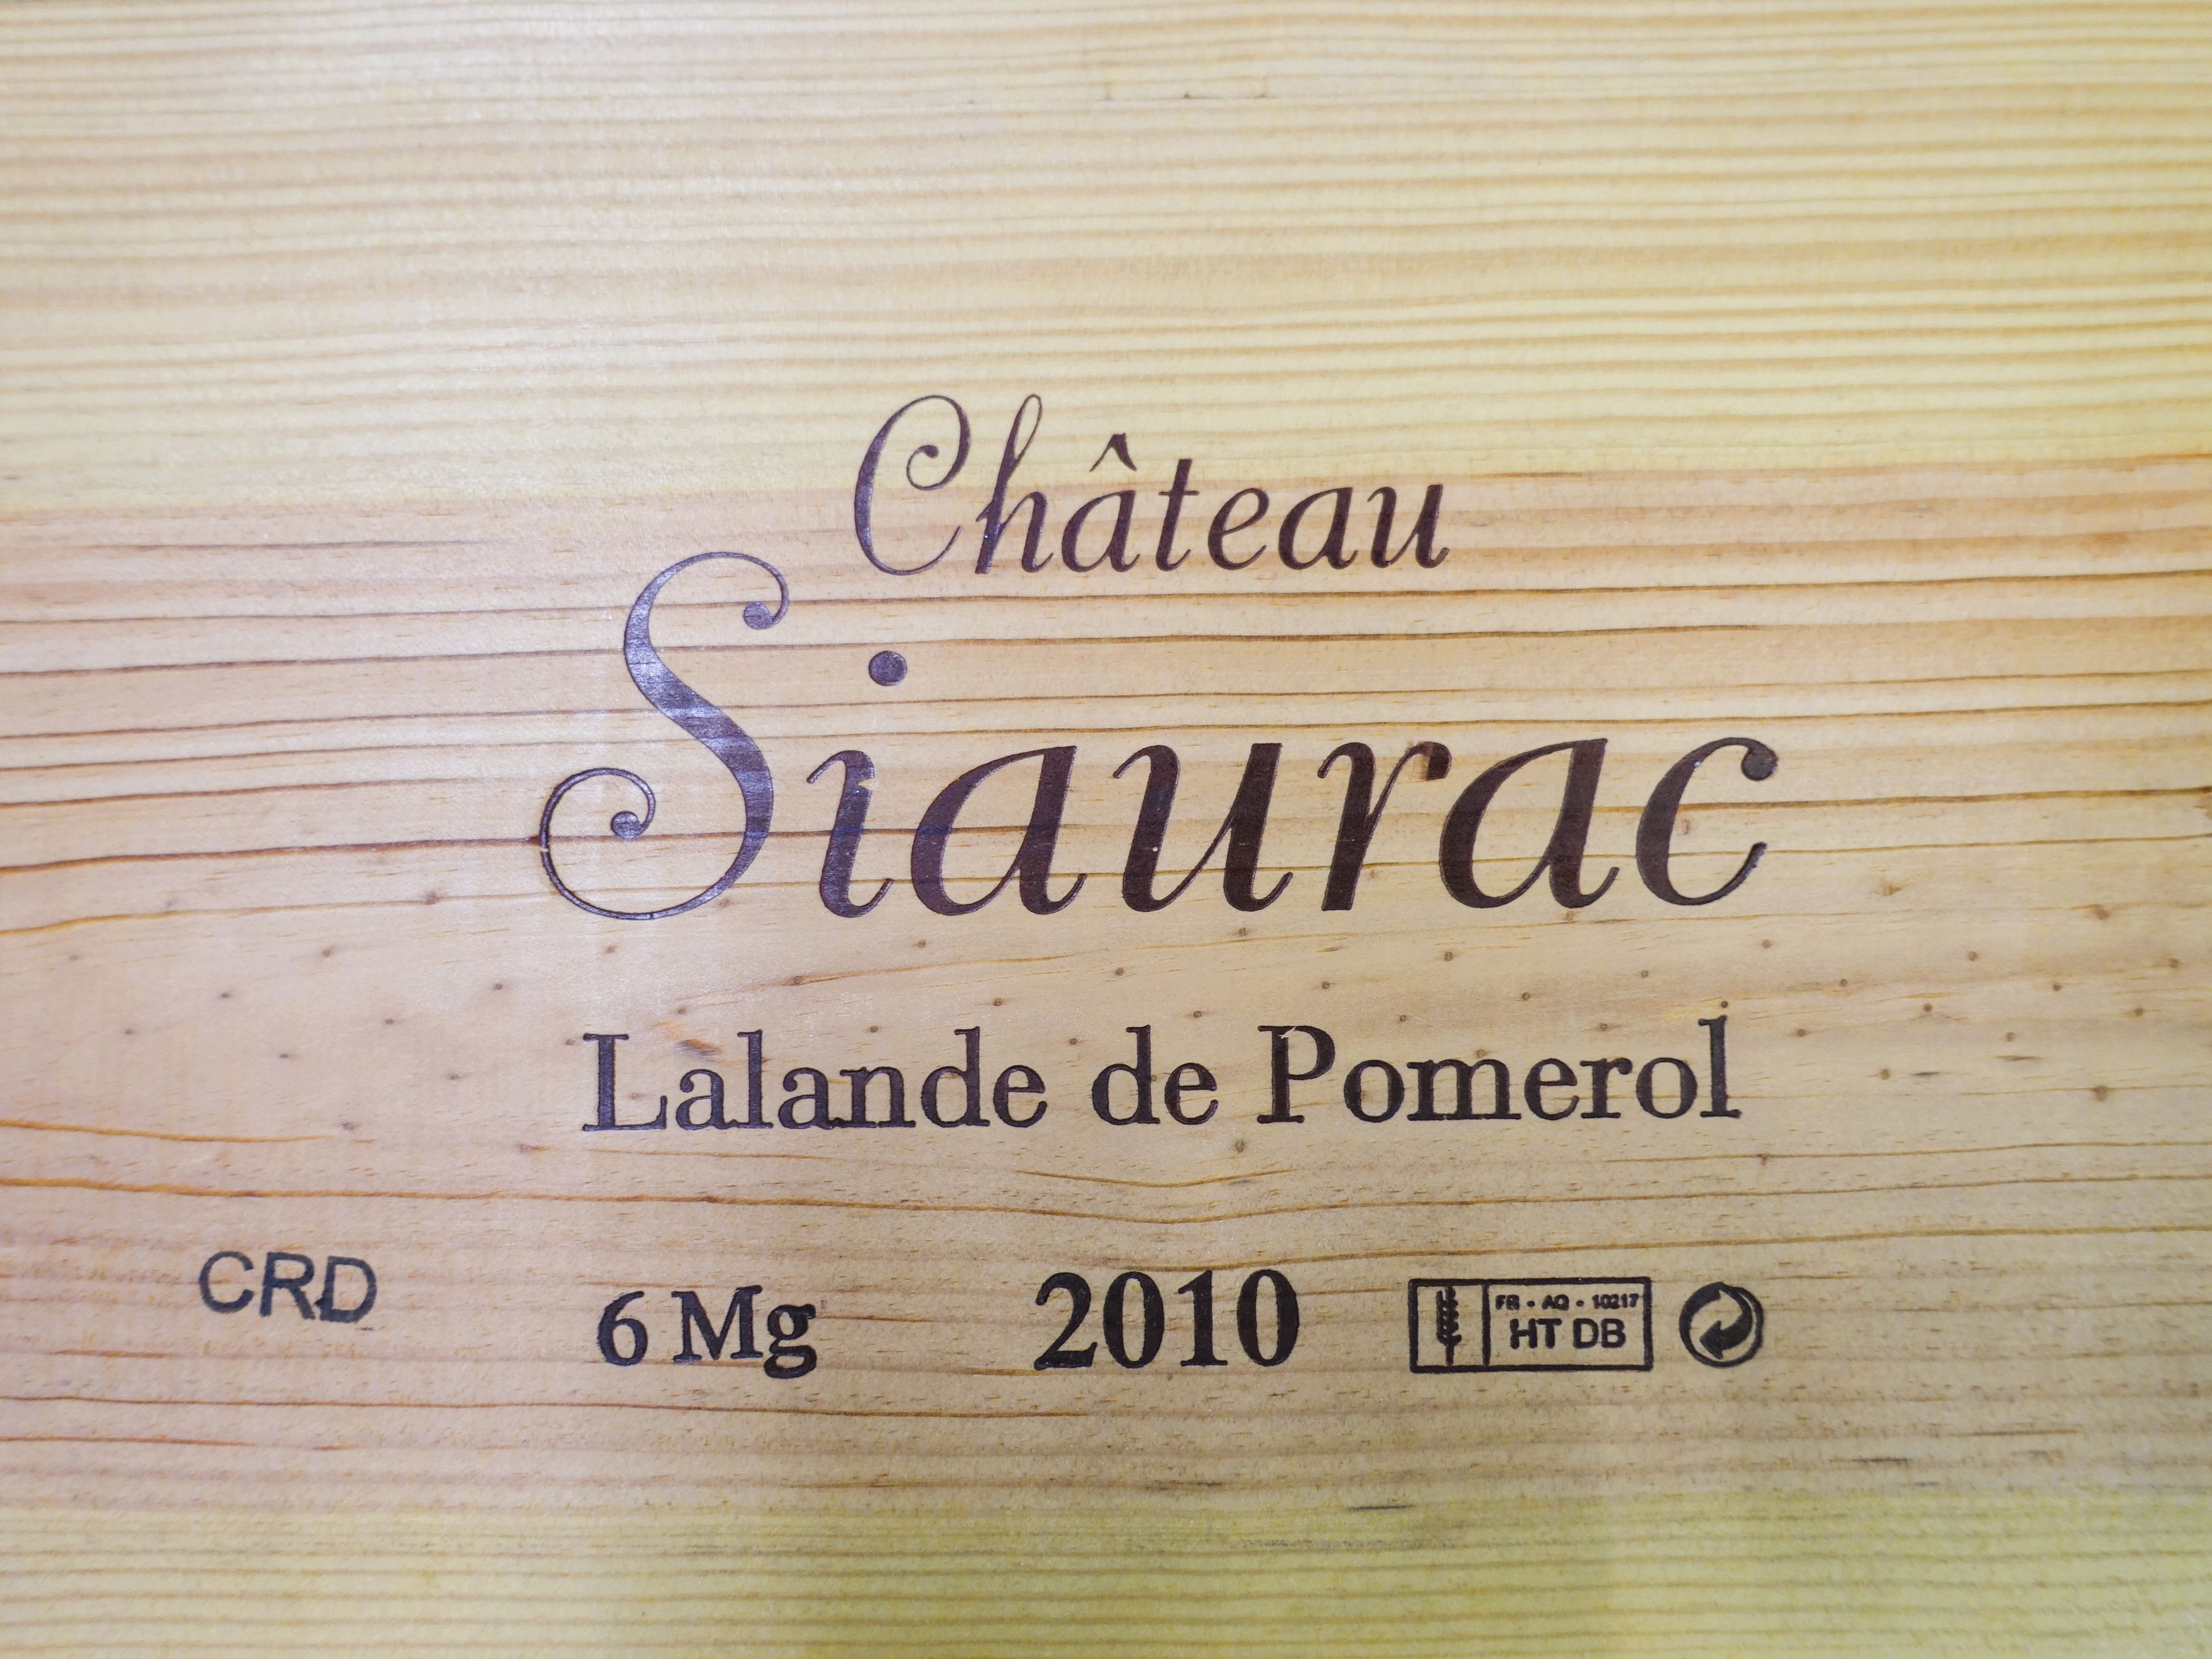 Château
Siaurac
Lalande de Pomerol
CRD
6 Mg 2010
FR - AQ - 10217
HT DB